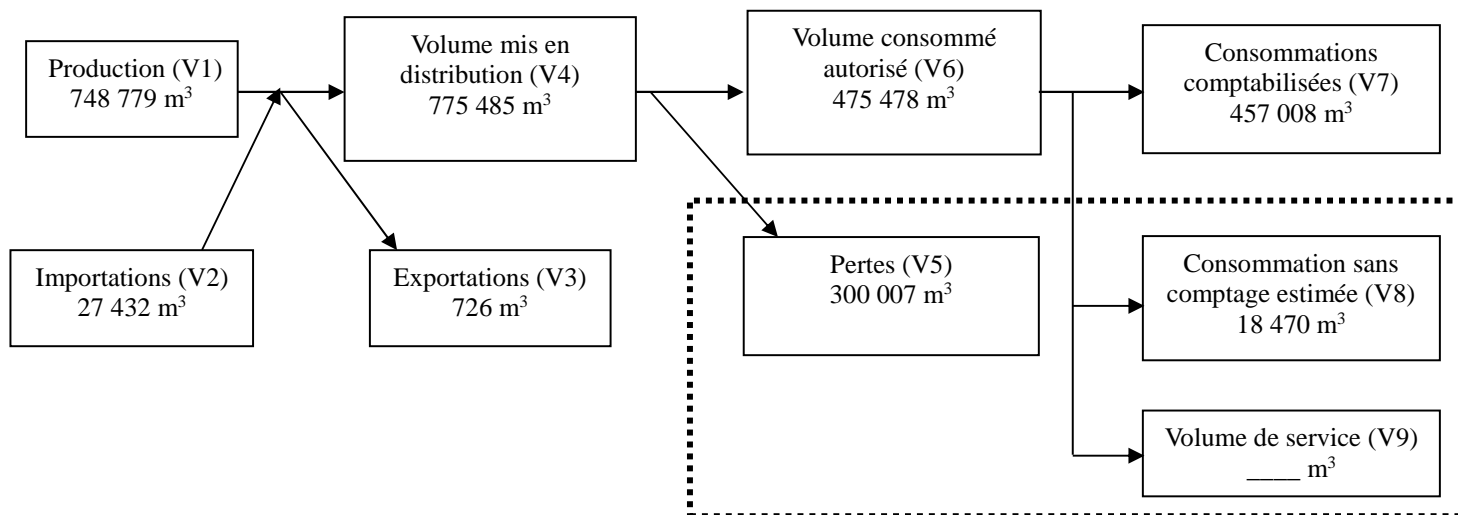 Production (V1)
748 779 m³
Volume mis en
distribution (V4)
775 485 m³
Volume consommé
autorisé (V6)
475 478 m³
Consommations
comptabilisées (V7)
457 008 m³
Importations (V2)
27 432 m³
Exportations (V3)
726 m³
Pertes (V5)
300 007 m³
Consommation sans
comptage estimée (V8)
18 470 m³
Volume de service (V9)
____ m³